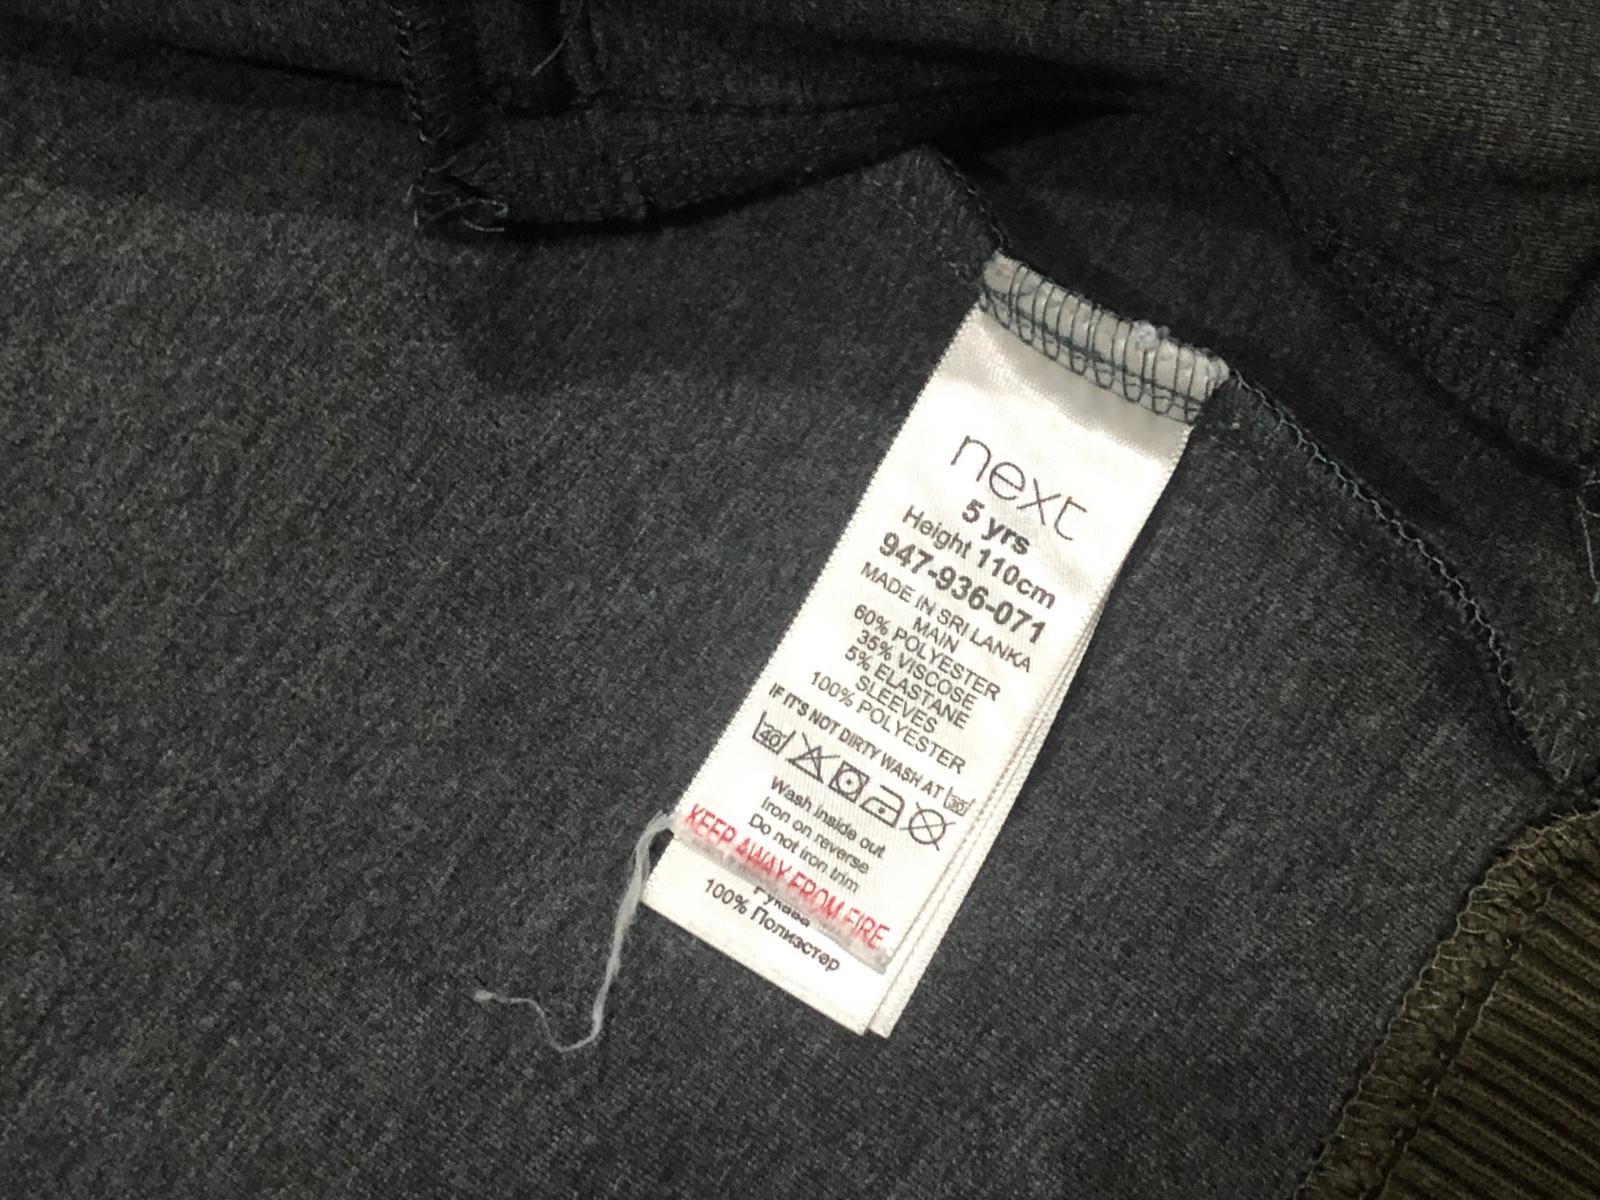 next
5 yrs
Height 110cm
947-936-071
MADE IN SRI LANKA
MAIN
60% POLYESTER
35% VISCOSE
5% ELASTANE
SLEEVES
100% POLYESTER
IF IT'S NOT DIRTY WASH AT 30
40
Wash inside out
Iron on reverse
Do not iron trim
KEEP AWAY FROM FIRE
Рукава
100% Полиэстер